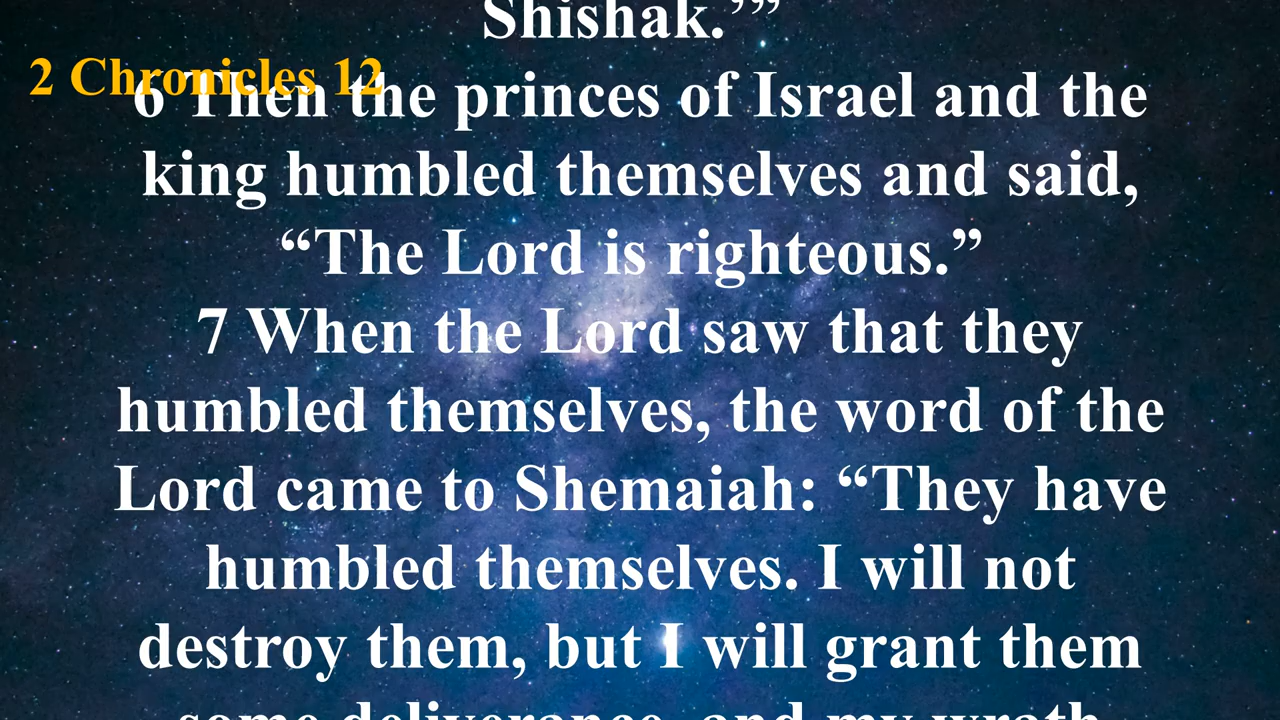 Shishak.’”
2 Chronicles 12
6 Then the princes of Israel and the
king humbled themselves and said,
“The Lord is righteous.”
7 When the Lord saw that they
humbled themselves, the word of the
Lord came to Shemaiah: “They have
humbled themselves. I will not
destroy them, but I will grant them
some deliverance, and my wrath